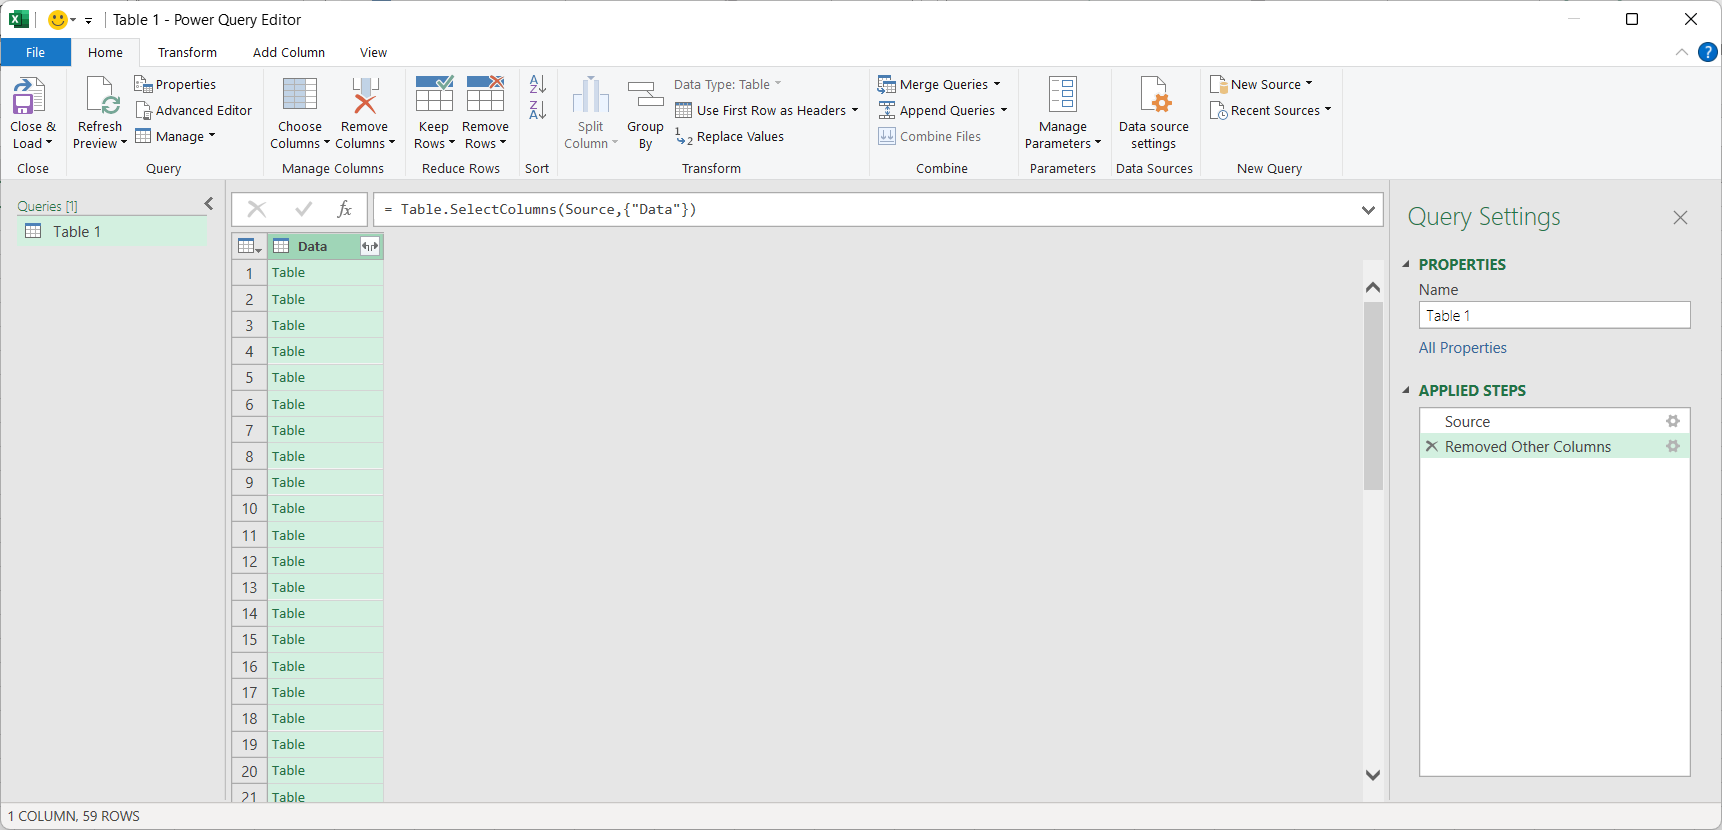 Table 1 - Power Query Editor
File Home Transform Add Column View
?
Close & Load
Close
Refresh Preview
Properties
Advanced Editor
Manage
Query
Choose Columns
Remove Columns
Manage Columns
Keep Rows
Remove Rows
Reduce Rows
A Z
Z A
Sort
Split Column
Group By
Data Type: Table
Use First Row as Headers
1 2 Replace Values
Transform
Merge Queries
Append Queries
Combine Files
Combine
Manage Parameters
Parameters
Data source settings
Data Sources
New Source
Recent Sources
New Query
Queries [1]
Table 1
fx = Table.SelectColumns(Source,{"Data"})
Data
1 Table
2 Table
3 Table
4 Table
5 Table
6 Table
7 Table
8 Table
9 Table
10 Table
11 Table
12 Table
13 Table
14 Table
15 Table
16 Table
17 Table
18 Table
19 Table
20 Table
21 Table
Query Settings
PROPERTIES
Name
Table 1
All Properties
APPLIED STEPS
Source
Removed Other Columns
1 COLUMN, 59 ROWS